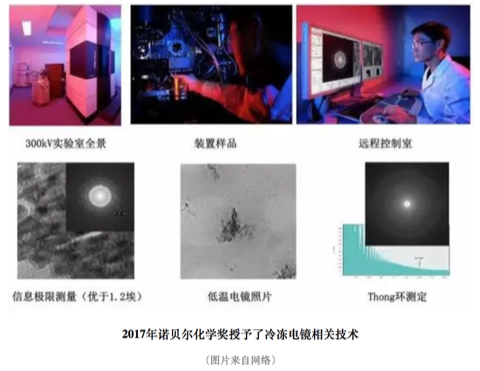 300kV实验室全景
装置样品
远程控制室
信息极限测量（优于1.2埃）
低温电镜照片
Thong环测定
2017年诺贝尔化学奖授予了冷冻电镜相关技术
（图片来自网络）